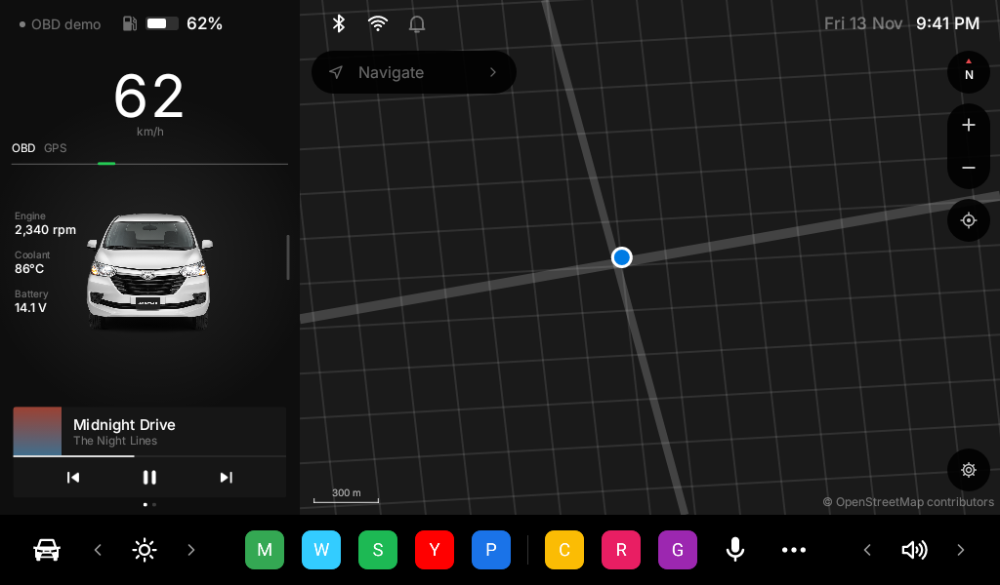 OBD demo
62%
Fri 13 Nov 9:41 PM
62
km/h
OBD GPS
Navigate
N
Engine
2,340 rpm
Coolant
86°C
Battery
14.1 V
Midnight Drive
The Night Lines
300 m
© OpenStreetMap contributors
M W S Y P C R G